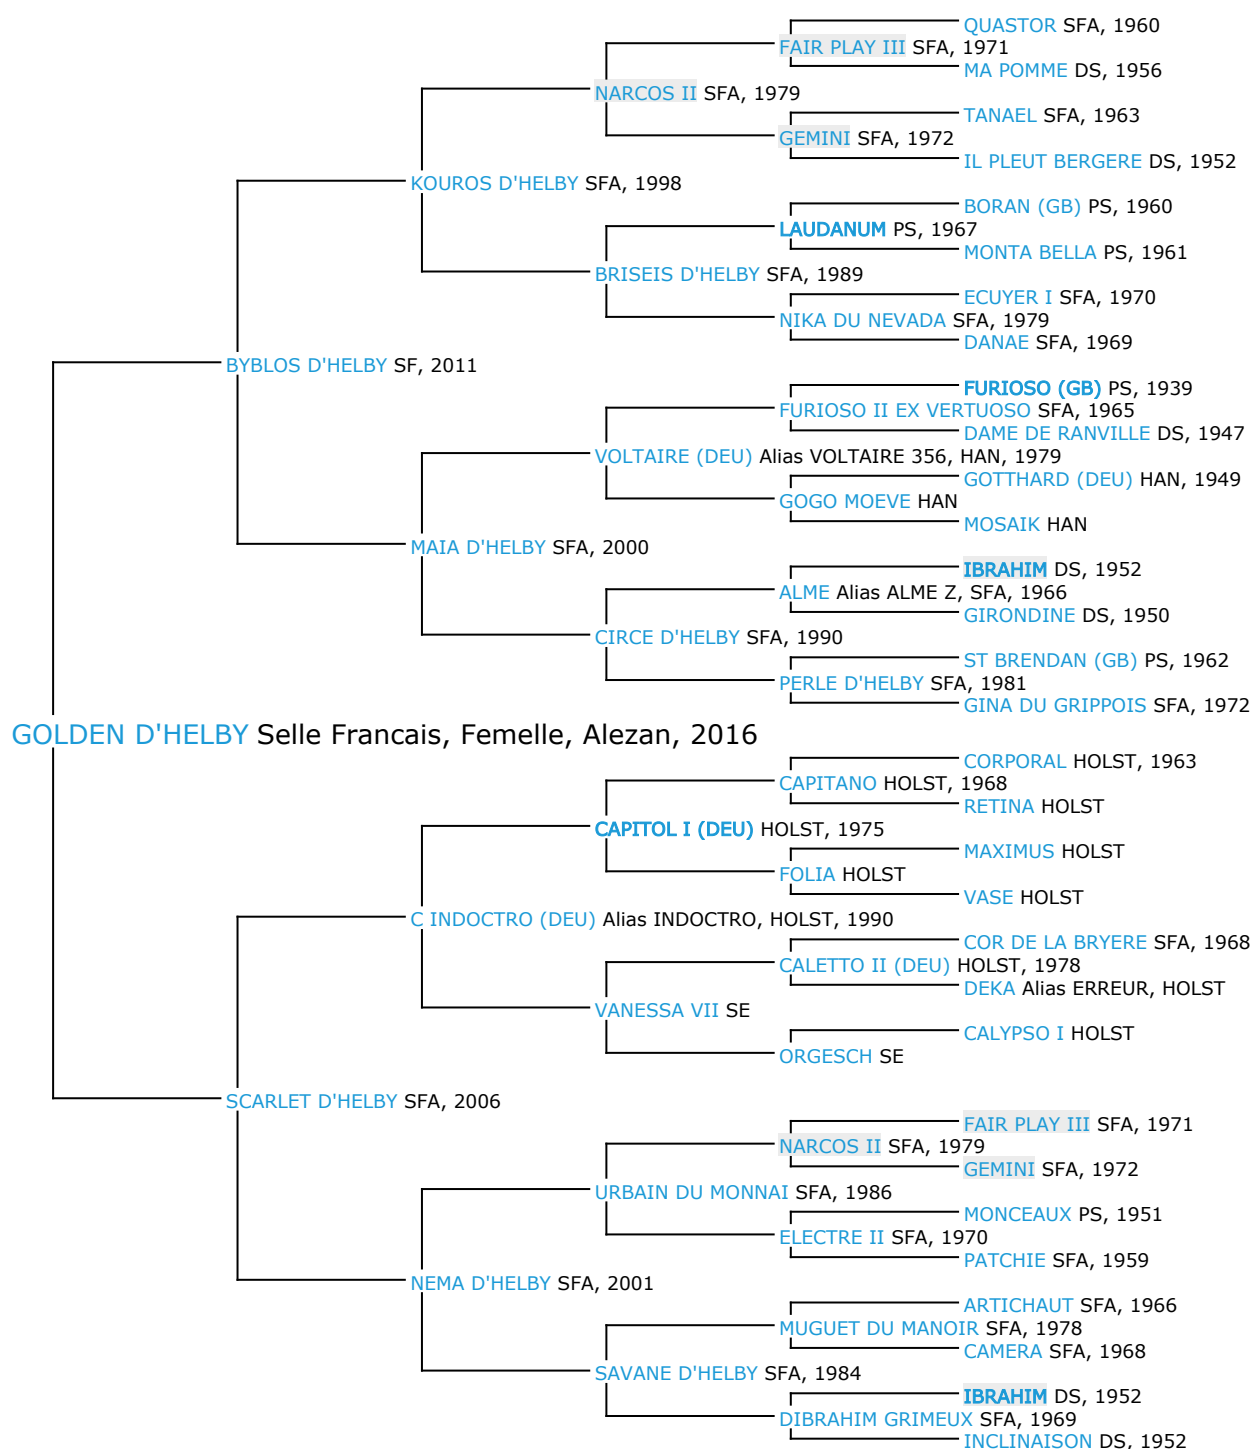 QUASTOR SFA, 1960
FAIR PLAY III SFA, 1971
MA POMME DS, 1956
NARCOS II SFA, 1979
TANAEL SFA, 1963
GEMINI SFA, 1972
IL PLEUT BERGERE DS, 1952
KOUROS D'HELBY SFA, 1998
BORAN (GB) PS, 1960
LAUDANUM PS, 1967
MONTA BELLA PS, 1961
BRISEIS D'HELBY SFA, 1989
ECUYER I SFA, 1970
NIKA DU NEVADA SFA, 1979
DANAE SFA, 1969
BYBLOS D'HELBY SF, 2011
FURIOSO (GB) PS, 1939
FURIOSO II EX VERTUOSO SFA, 1965
DAME DE RANVILLE DS, 1947
VOLTAIRE (DEU) Alias VOLTAIRE 356, HAN, 1979
GOTTHARD (DEU) HAN, 1949
GOGO MOEVE HAN
MOSAIK HAN
MAIA D'HELBY SFA, 2000
IBRAHIM DS, 1952
ALME Alias ALME Z, SFA, 1966
GIRONDINE DS, 1950
CIRCE D'HELBY SFA, 1990
ST BRENDAN (GB) PS, 1962
PERLE D'HELBY SFA, 1981
GINA DU GRIPPOIS SFA, 1972
GOLDEN D'HELBY Selle Francais, Femelle, Alezan, 2016
CORPORAL HOLST, 1963
CAPITANO HOLST, 1968
RETINA HOLST
CAPITOL I (DEU) HOLST, 1975
MAXIMUS HOLST
FOLIA HOLST
VASE HOLST
C INDOCTRO (DEU) Alias INDOCTRO, HOLST, 1990
COR DE LA BRYERE SFA, 1968
CALETTO II (DEU) HOLST, 1978
DEKA Alias ERREUR, HOLST
VANESSA VII SE
CALYPSO I HOLST
ORGESCH SE
SCARLET D'HELBY SFA, 2006
FAIR PLAY III SFA, 1971
NARCOS II SFA, 1979
GEMINI SFA, 1972
URBAIN DU MONNAI SFA, 1986
MONCEAUX PS, 1951
ELECTRE II SFA, 1970
PATCHIE SFA, 1959
NEMA D'HELBY SFA, 2001
ARTICHAUT SFA, 1966
MUGUET DU MANOIR SFA, 1978
CAMERA SFA, 1968
SAVANE D'HELBY SFA, 1984
IBRAHIM DS, 1952
DIBRAHIM GRIMEUX SFA, 1969
INCLINAISON DS, 1952